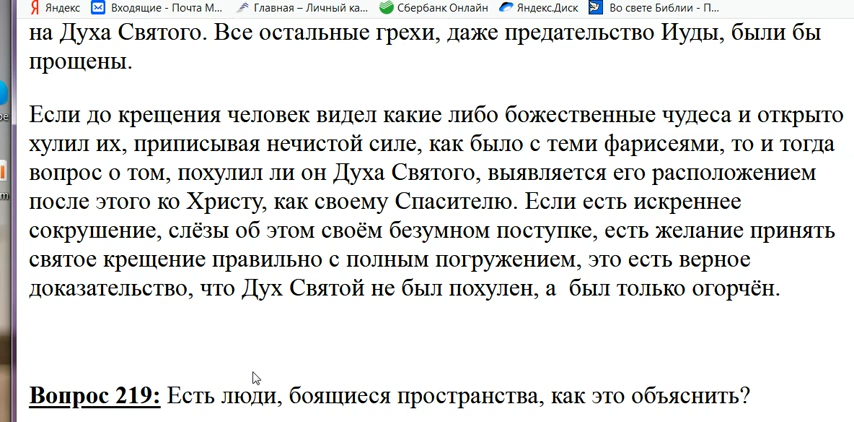 Яндекс Входящие - Почта М... Главная – Личный ка... Сбербанк Онлайн Яндекс.Диск Во свете Библии - П...
на Духа Святого. Все остальные грехи, даже предательство Иуды, были бы
прощены.
Если до крещения человек видел какие либо божественные чудеса и открыто
хулил их, приписывая нечистой силе, как было с теми фарисеями, то и тогда
вопрос о том, похулил ли он Духа Святого, выявляется его расположением
после этого ко Христу, как своему Спасителю. Если есть искреннее
сокрушение, слёзы об этом своём безумном поступке, есть желание принять
святое крещение правильно с полным погружением, это есть верное
доказательство, что Дух Святой не был похулен, а  был только огорчён.
Вопрос 219: Есть люди, боящиеся пространства, как это объяснить?